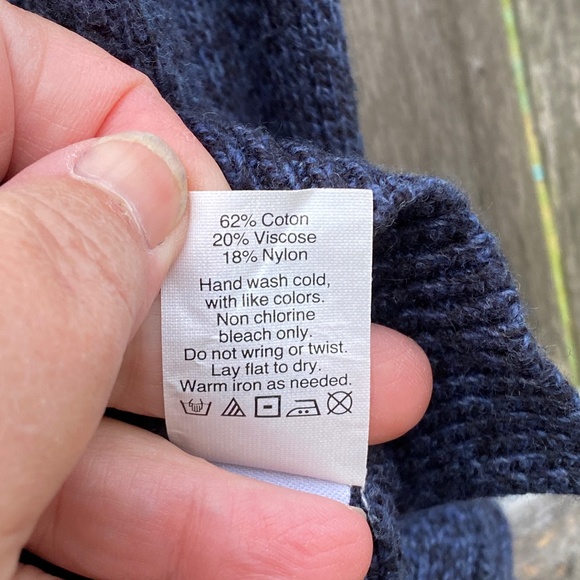 62% Coton
20% Viscose
18% Nylon
Hand wash cold,
with like colors.
Non chlorine
bleach only.
Do not wring or twist.
Lay flat to dry.
Warm iron as needed.